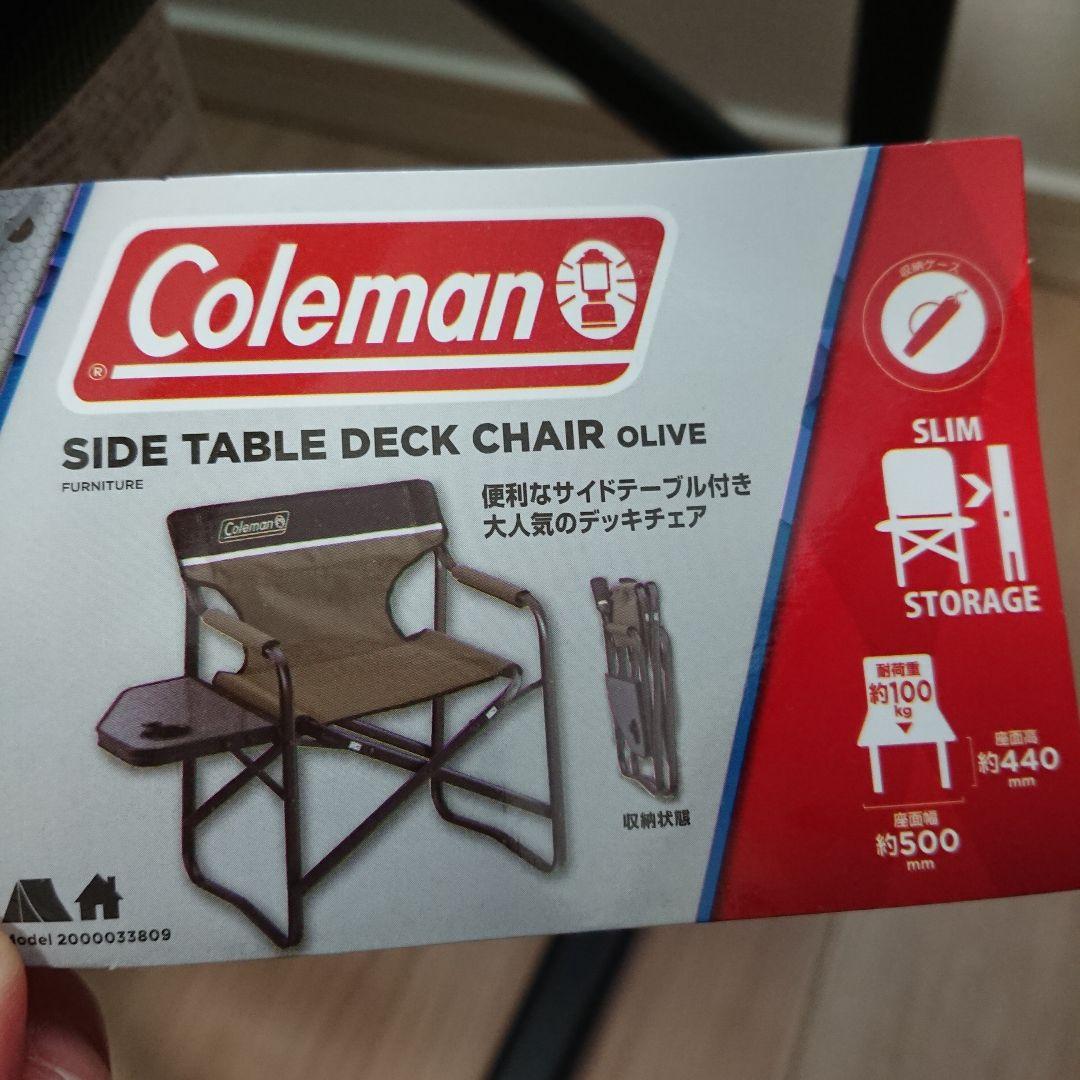 Coleman
®
SIDE TABLE DECK CHAIR OLIVE
FURNITURE
便利なサイドテーブル付き
大人気のデッキチェア
Coleman
収納状態
Model 2000033809
収納ケース
SLIM
STORAGE
耐荷重
約100
kg
座面高
約440
mm
座面幅
約500
mm